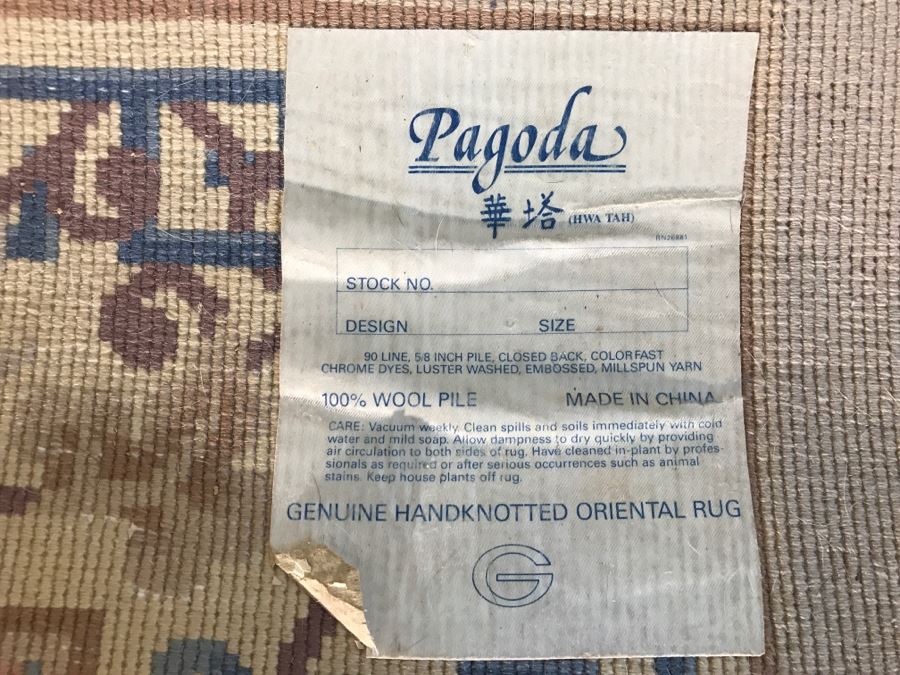 Pagoda
華塔 (HWA TAH)
RN26881
STOCK NO.
DESIGN SIZE
90 LINE, 5/8 INCH PILE, CLOSED BACK, COLORFAST
CHROME DYES, LUSTER WASHED, EMBOSSED, MILLSPUN YARN
100% WOOL PILE MADE IN CHINA
CARE: Vacuum weekly. Clean spills and soils immediately with cold
water and mild soap. Allow dampness to dry quickly by providing
air circulation to both sides of rug. Have cleaned in-plant by profes-
sionals as required or after serious occurrences such as animal
stains. Keep house plants off rug.
GENUINE HANDKNOTTED ORIENTAL RUG
G